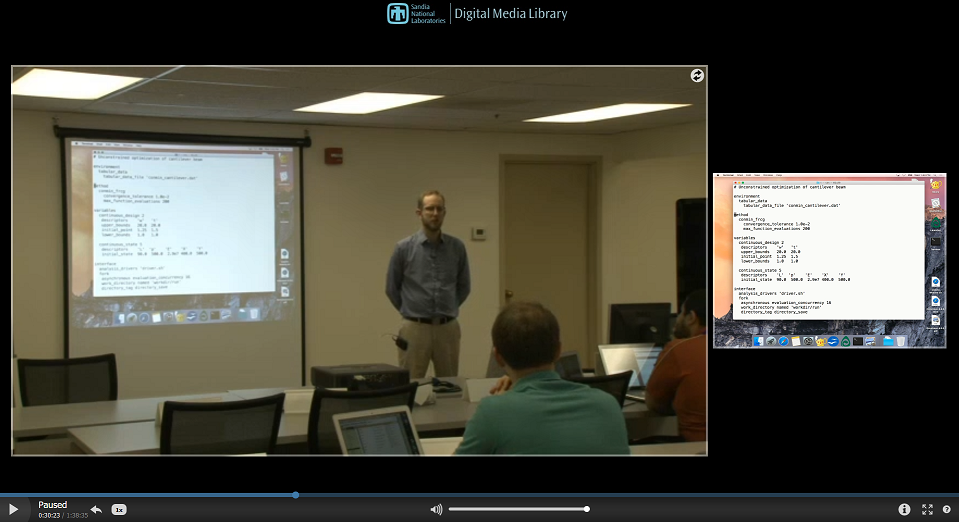 Sandia
National
Laboratories
Digital Media Library
# Unconstrained optimization of cantilever beam
environment
tabular_data
tabular_data_file 'conmin_cantilever.dat'
method
conmin_frcg
convergence_tolerance 1.0e-2
max_function_evaluations 200
variables
continuous_design 2
descriptors 'w' 't'
upper_bounds 20.0 20.0
initial_point 1.25 1.5
lower_bounds 1.0 1.0
continuous_state 5
descriptors 'L' 'p' 'E' 'X' 'Y'
initial_state 90.0 500.0 2.9e7 400.0 500.0
interface
analysis_drivers 'driver.sh'
fork
asynchronous evaluation_concurrency 16
work_directory named 'workdir/run'
directory_tag directory_save
Paused
0:30:23 / 1:38:35
1x